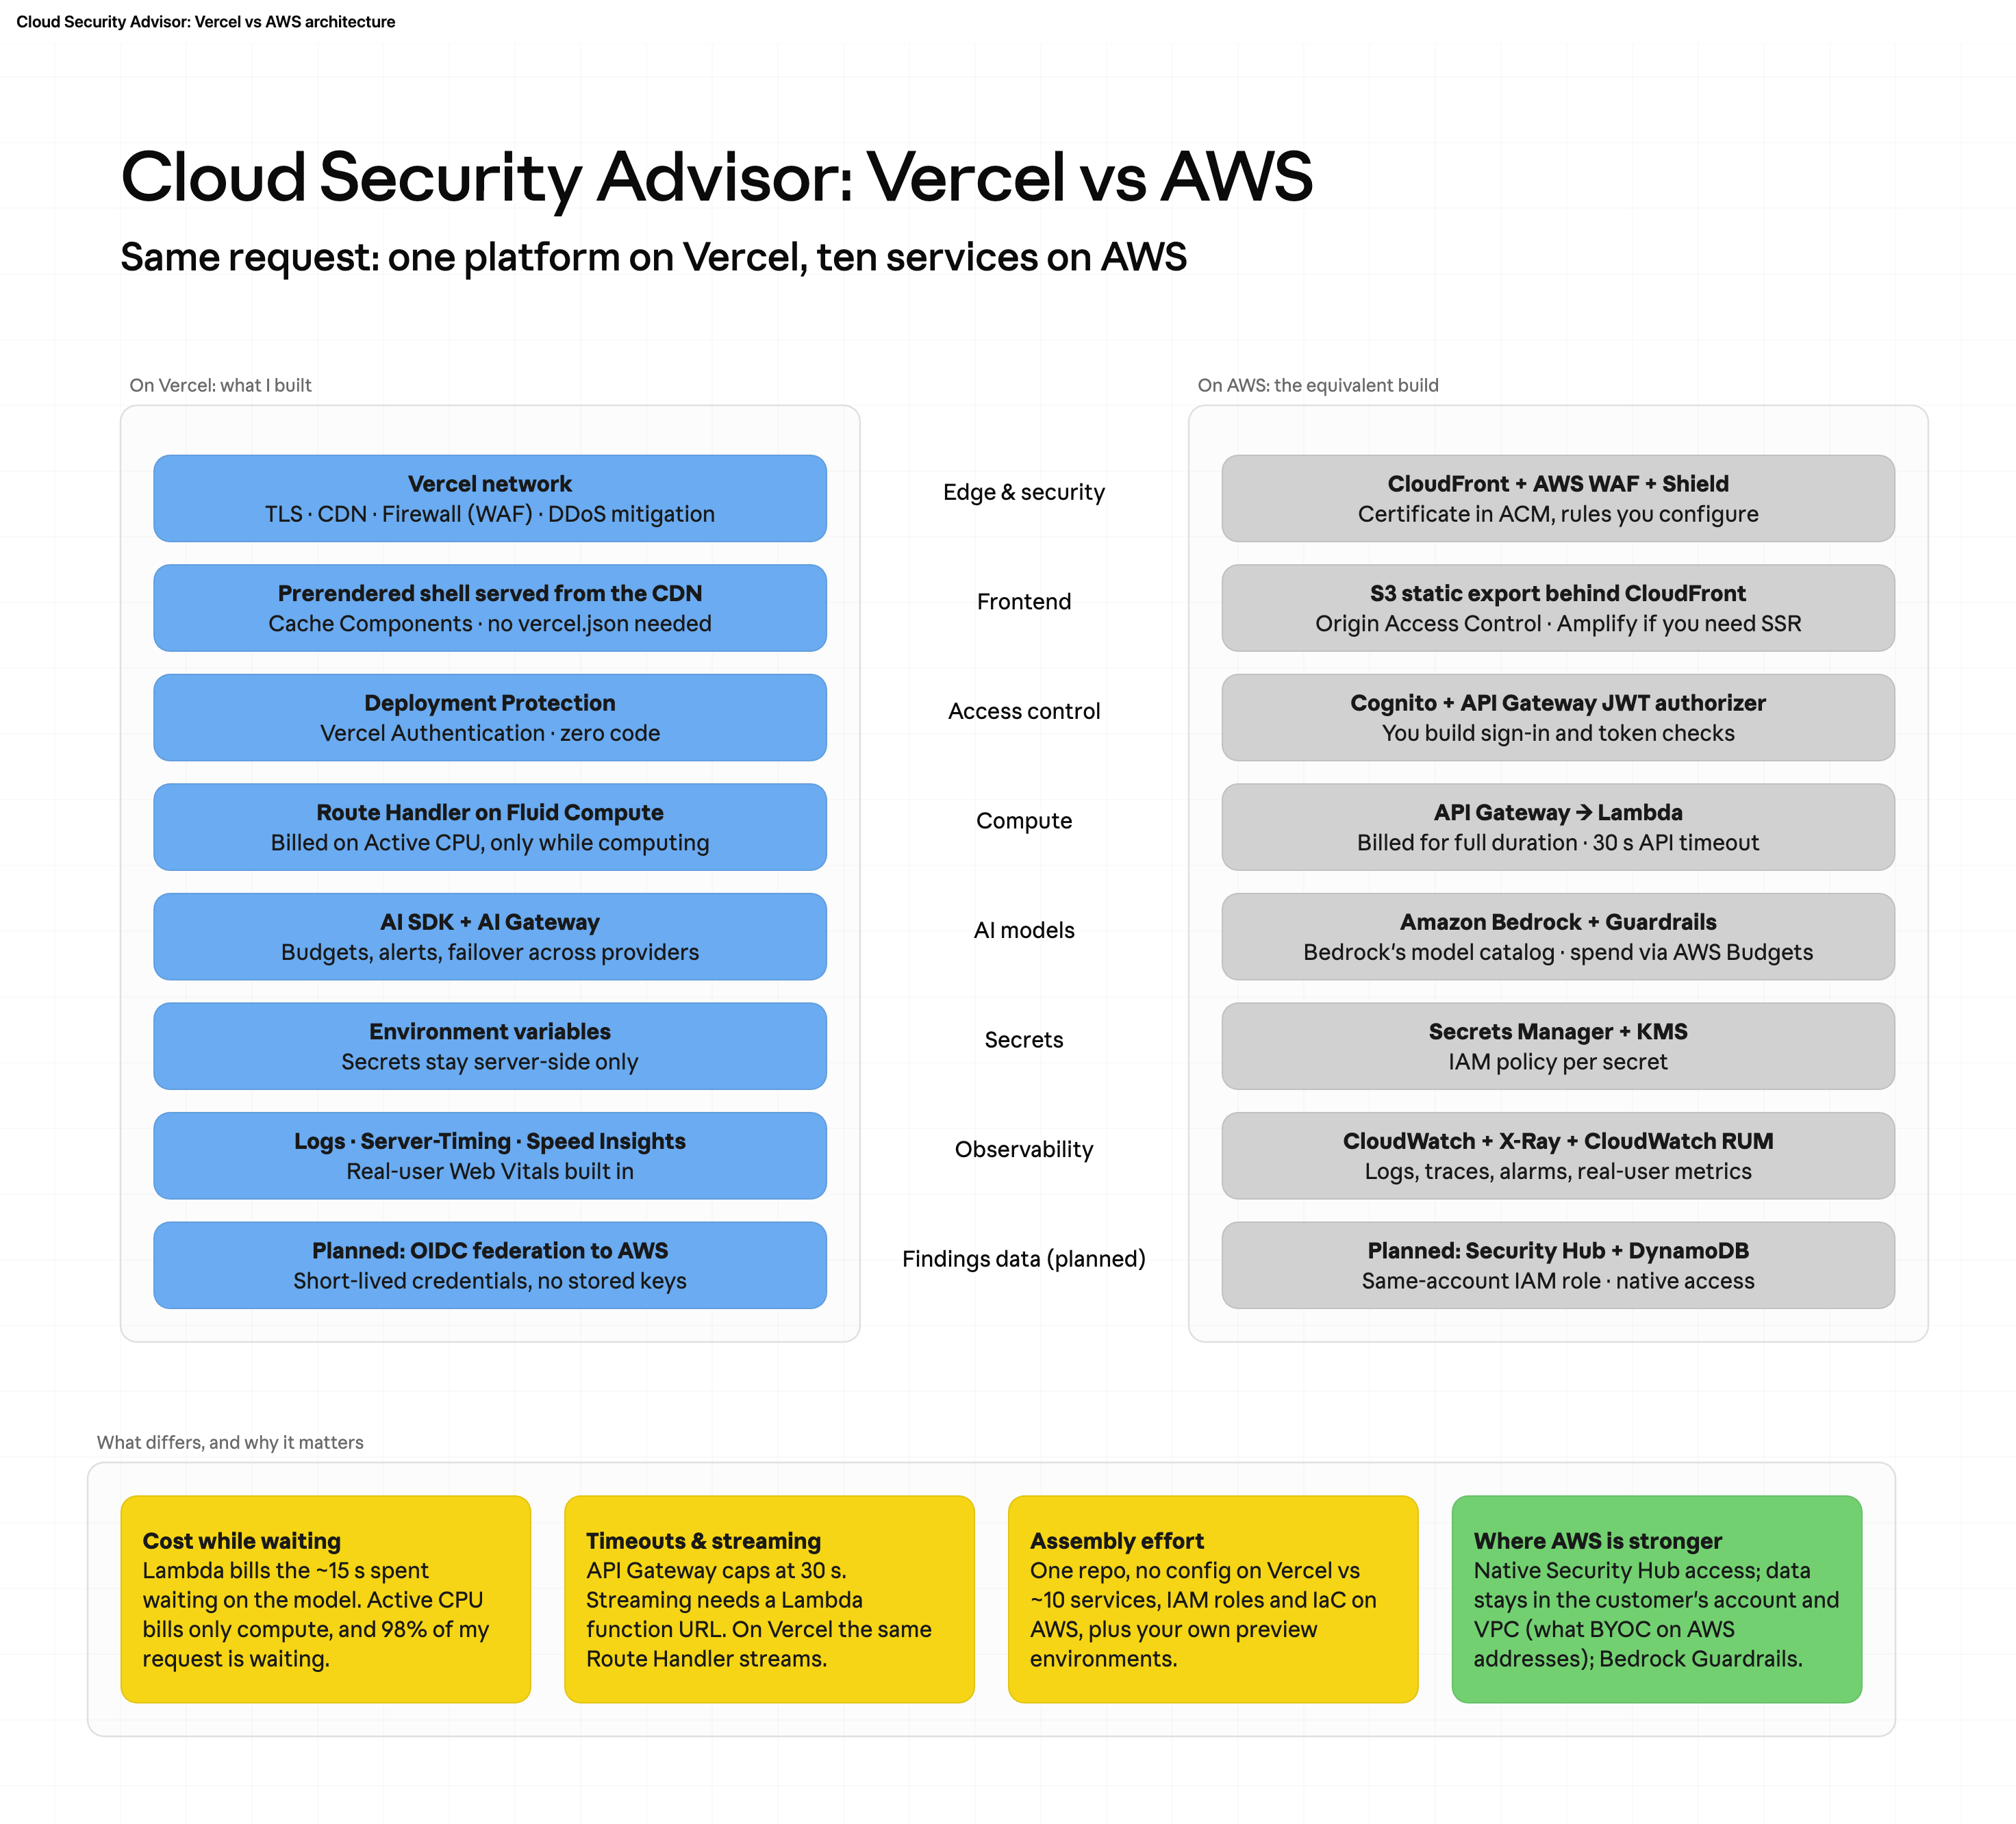 Cloud Security Advisor: Vercel vs AWS architecture
Cloud Security Advisor: Vercel vs AWS
Same request: one platform on Vercel, ten services on AWS
On Vercel: what I built
On AWS: the equivalent build
Vercel network
TLS · CDN · Firewall (WAF) · DDoS mitigation
Edge & security
CloudFront + AWS WAF + Shield
Certificate in ACM, rules you configure
Prerendered shell served from the CDN
Cache Components · no vercel.json needed
Frontend
S3 static export behind CloudFront
Origin Access Control · Amplify if you need SSR
Deployment Protection
Vercel Authentication · zero code
Access control
Cognito + API Gateway JWT authorizer
You build sign-in and token checks
Route Handler on Fluid Compute
Billed on Active CPU, only while computing
Compute
API Gateway → Lambda
Billed for full duration · 30 s API timeout
AI SDK + AI Gateway
Budgets, alerts, failover across providers
AI models
Amazon Bedrock + Guardrails
Bedrock's model catalog · spend via AWS Budgets
Environment variables
Secrets stay server-side only
Secrets
Secrets Manager + KMS
IAM policy per secret
Logs · Server-Timing · Speed Insights
Real-user Web Vitals built in
Observability
CloudWatch + X-Ray + CloudWatch RUM
Logs, traces, alarms, real-user metrics
Planned: OIDC federation to AWS
Short-lived credentials, no stored keys
Findings data (planned)
Planned: Security Hub + DynamoDB
Same-account IAM role · native access
What differs, and why it matters
Cost while waiting
Lambda bills the ~15 s spent
waiting on the model. Active CPU
bills only compute, and 98% of my
request is waiting.
Timeouts & streaming
API Gateway caps at 30 s.
Streaming needs a Lambda
function URL. On Vercel the same
Route Handler streams.
Assembly effort
One repo, no config on Vercel vs
~10 services, IAM roles and IaC on
AWS, plus your own preview
environments.
Where AWS is stronger
Native Security Hub access; data
stays in the customer's account and
VPC (what BYOC on AWS
addresses); Bedrock Guardrails.